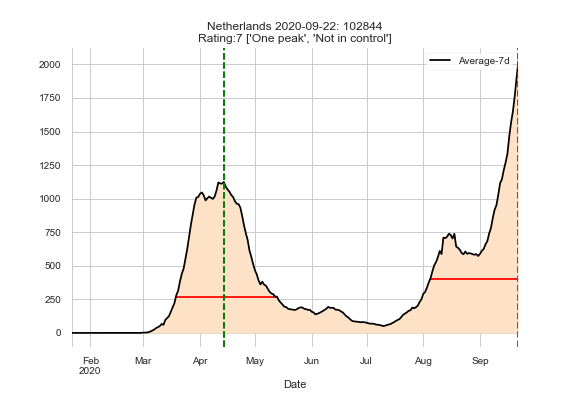 Netherlands 2020-09-22: 102844
Rating:7 ['One peak', 'Not in control']
Average-7d
2000
1750
1500
1250
1000
750
500
250
0
Feb Mar Apr May Jun Jul Aug Sep
2020
Date